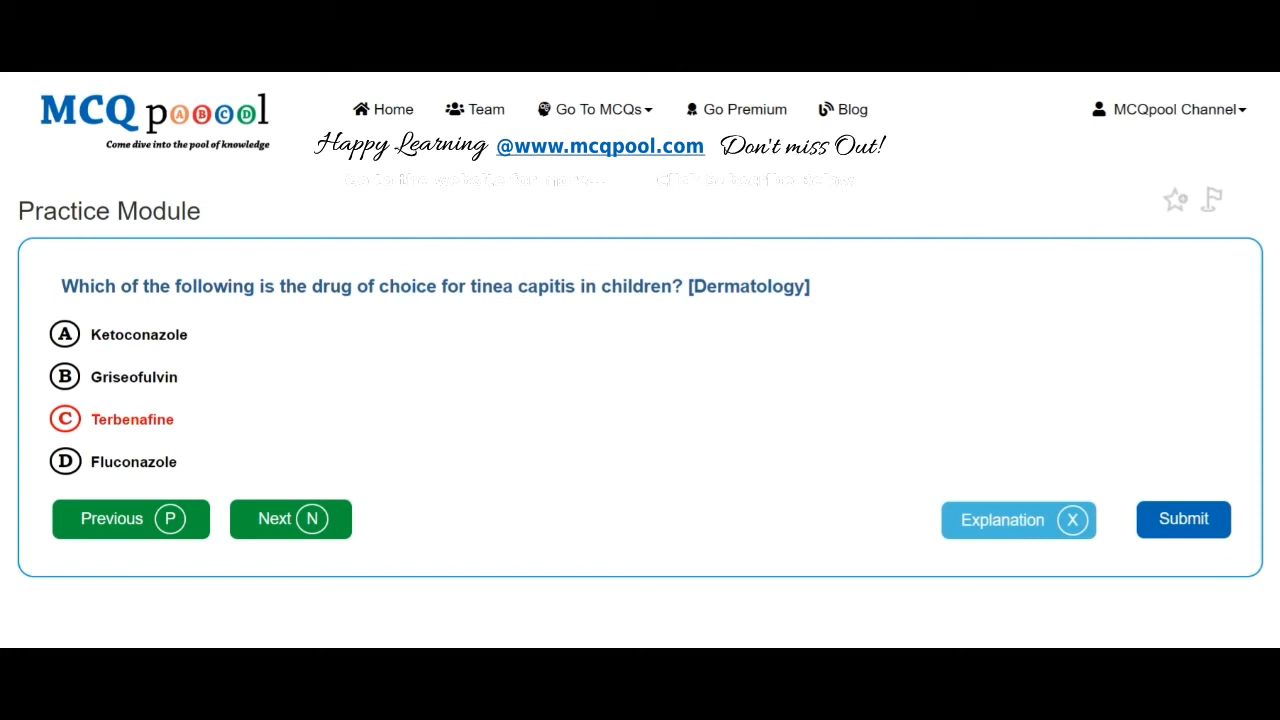 MCQ poool
Come dive into the pool of knowledge
Home Team Go To MCQs Go Premium Blog MCQpool Channel
Happy Learning @www.mcqpool.com Don't miss Out!
Practice Module
Which of the following is the drug of choice for tinea capitis in children? [Dermatology]
A Ketoconazole
B Griseofulvin
C Terbenafine
D Fluconazole
Previous P Next N Explanation X Submit